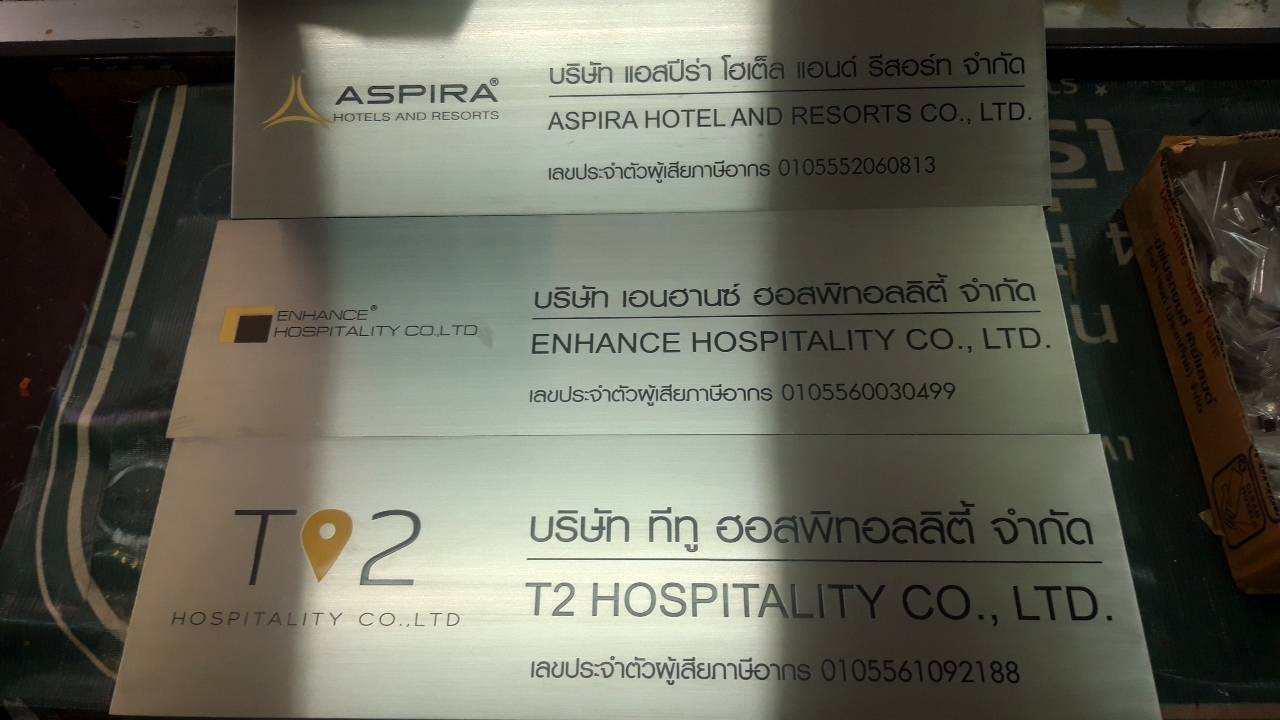 ASPIRA®
HOTELS AND RESORTS
บริษัท แอสปีร่า โฮเต็ล แอนด์ รีสอร์ท จำกัด
ASPIRA HOTEL AND RESORTS CO., LTD.
เลขประจำตัวผู้เสียภาษีอากร 0105552060813
ENHANCE®
HOSPITALITY CO,.LTD
บริษัท เอนฮานซ์ ฮอสพิทอลลิตี้ จำกัด
ENHANCE HOSPITALITY CO., LTD.
เลขประจำตัวผู้เสียภาษีอากร 0105560030499
T 2
HOSPITALITY CO.,LTD
บริษัท ทีทู ฮอสพิทอลลิตี้ จำกัด
T2 HOSPITALITY CO., LTD.
เลขประจำตัวผู้เสียภาษีอากร 0105561092188